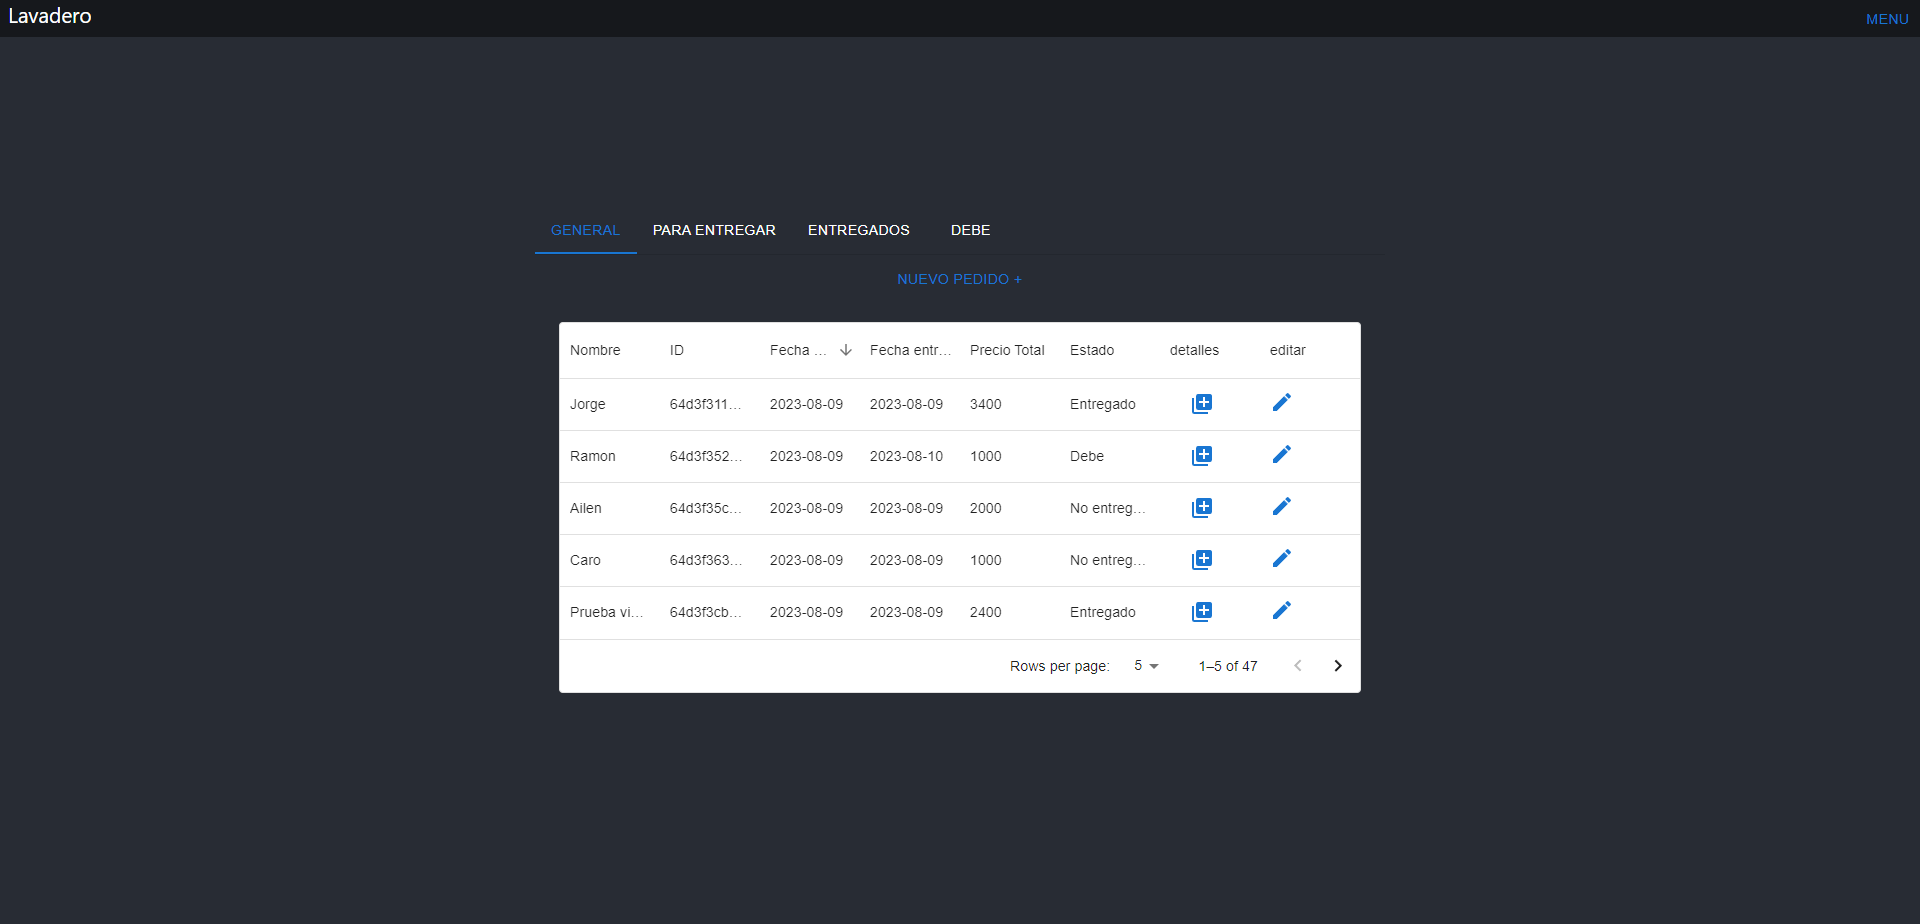 Lavadero
MENU
GENERAL PARA ENTREGAR ENTREGADOS DEBE
NUEVO PEDIDO +
Nombre ID Fecha ... Fecha entr... Precio Total Estado detalles editar
Jorge 64d3f311... 2023-08-09 2023-08-09 3400 Entregado
Ramon 64d3f352... 2023-08-09 2023-08-10 1000 Debe
Ailen 64d3f35c... 2023-08-09 2023-08-09 2000 No entreg...
Caro 64d3f363... 2023-08-09 2023-08-09 1000 No entreg...
Prueba vi... 64d3f3cb... 2023-08-09 2023-08-09 2400 Entregado
Rows per page: 5 1–5 of 47